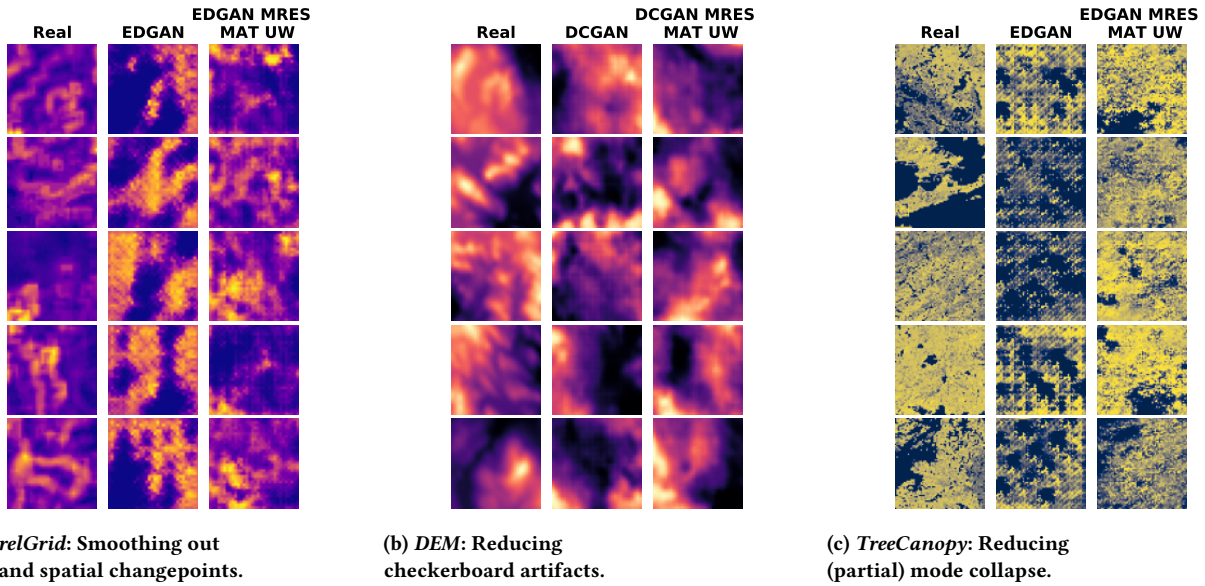 Real EDGAN EDGAN MRES MAT UW
Real DCGAN DCGAN MRES MAT UW
Real EDGAN EDGAN MRES MAT UW
relGrid: Smoothing out
and spatial changepoints.
(b) DEM: Reducing
checkerboard artifacts.
(c) TreeCanopy: Reducing
(partial) mode collapse.